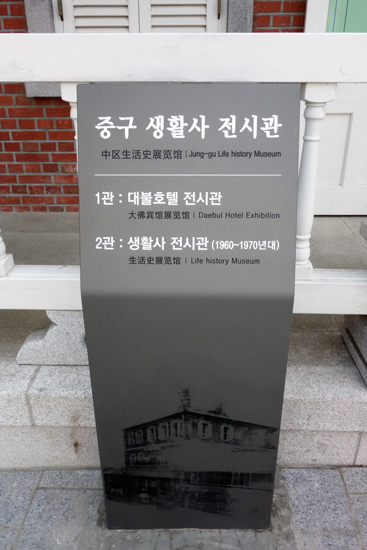 중구 생활사 전시관
中区生活史展览馆 | Jung-gu Life history Museum
1관 : 대불호텔 전시관
大佛宾馆展览馆 | Daebul Hotel Exhibition
2관 : 생활사 전시관 (1960~1970년대)
生活史展览馆 | Life history Museum